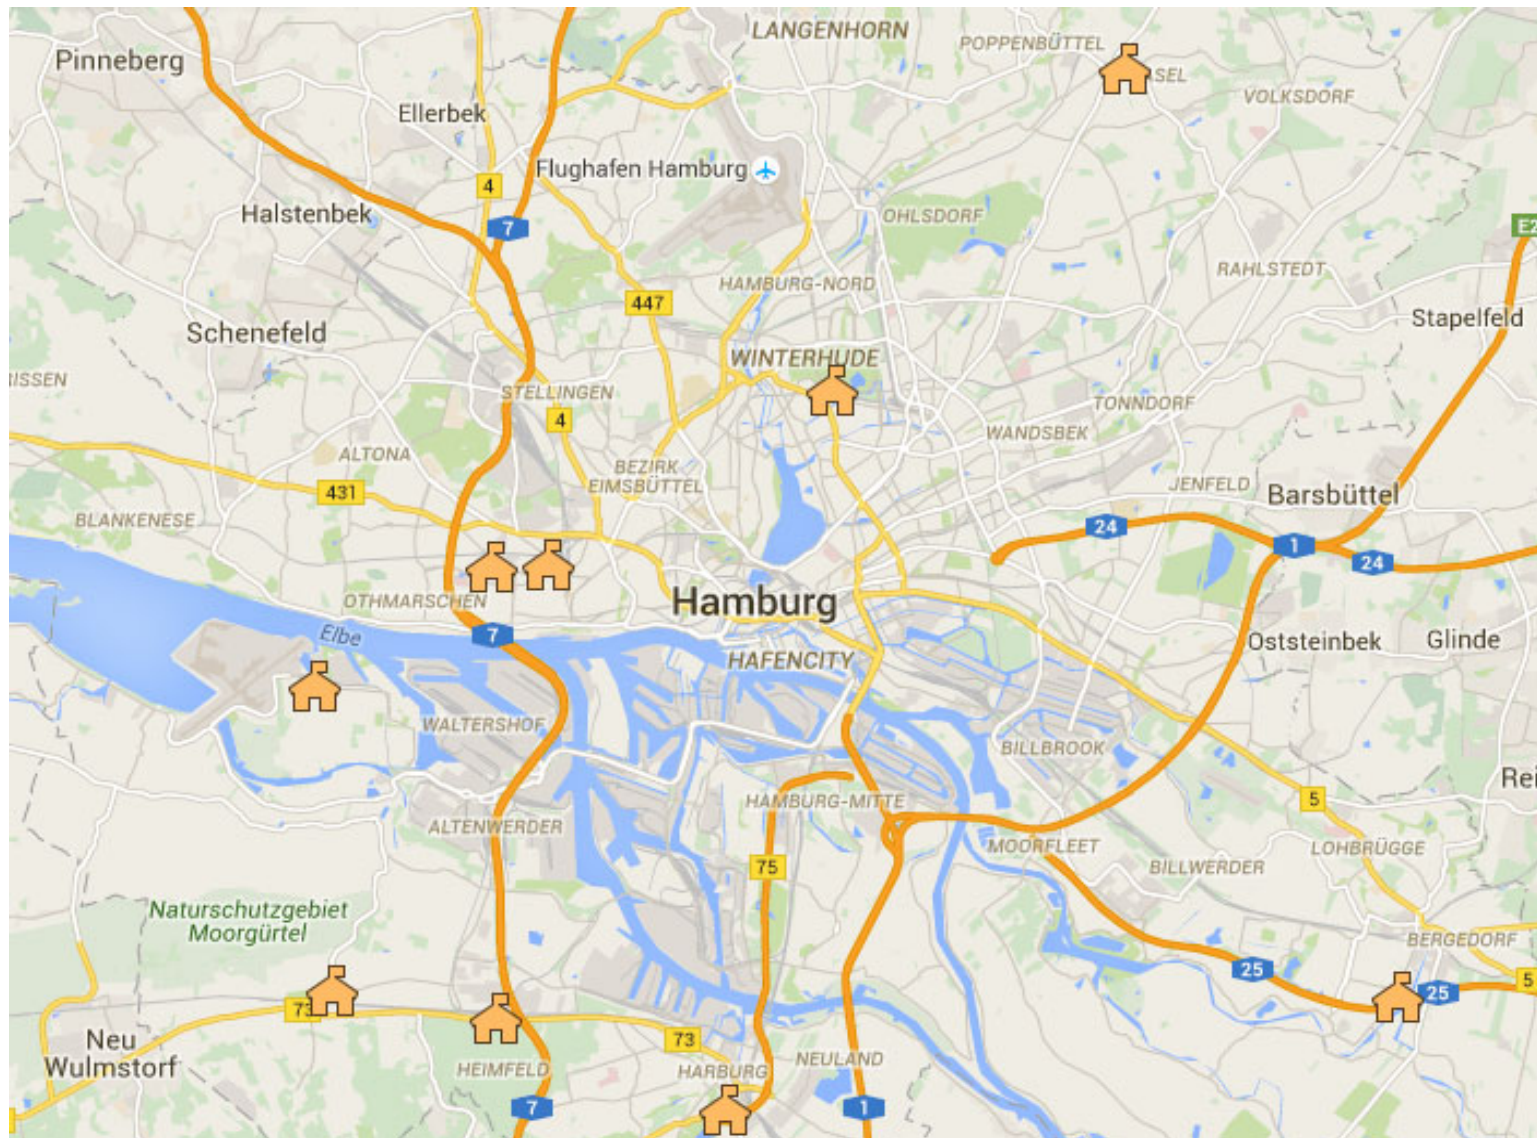 LANGENHORN
POPPENBÜTTEL
Pinneberg
SEL
VOLKSDORF
Ellerbek
Flughafen Hamburg
4
Halstenbek
OHLSDORF
7
E2
RAHLSTEDT
HAMBURG-NORD
447
Stapelfeld
Schenefeld
WINTERHUDE
RISSEN
STELLINGEN
TONNDORF
4
WANDSBEK
ALTONA
BEZIRK
EIMSBÜTTEL
JENFELD
431
Barsbüttel
BLANKENESE
24
1
24
OTHMARSCHEN
Hamburg
Elbe
7
Oststeinbek
Glinde
HAFENCITY
WALTERSHOF
BILLBROOK
Rei
HAMBURG-MITTE
5
ALTENWERDER
MOORFLEET
LOHBRÜGGE
75
BILLWERDER
Naturschutzgebiet
Moorgürtel
BERGEDORF
25
5
25
73
Neu
Wulmstorf
73
HEIMFELD
HARBURG
NEULAND
7
1